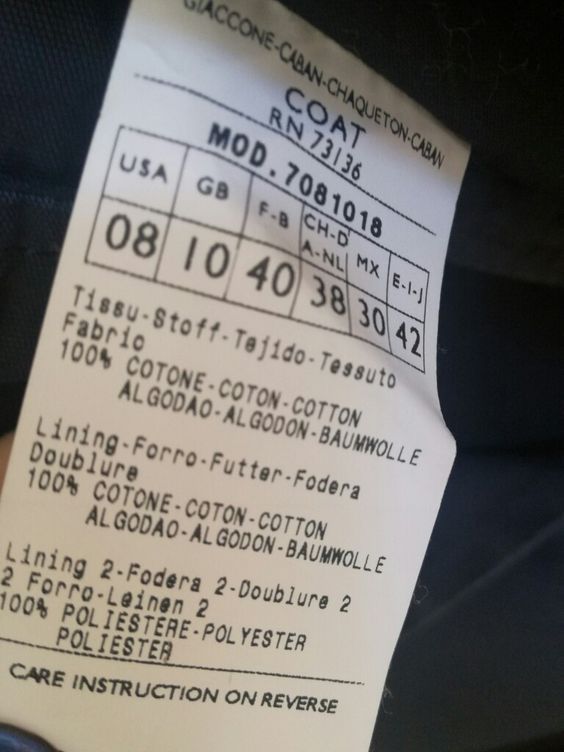 GIACCONE-CABAN-CHAQUETON-CABAN
COAT
RN 73136
MOD.7081018
USA GB F-B CH-D A-NL MX E-I-J
08 10 40 38 30 42
Tissu-Stoff-Tejido-Tessuto
Fabric
100% COTONE-COTON-COTTON
ALGODAO-ALGODON-BAUMWOLLE
Lining-Forro-Futter-Fodera
Doublure
100% COTONE-COTON-COTTON
ALGODAO-ALGODON-BAUMWOLLE
Lining 2-Fodera 2-Doublure 2
2 Forro-Leinen 2
100% POLIESTERE-POLYESTER
POLIESTER
CARE INSTRUCTION ON REVERSE